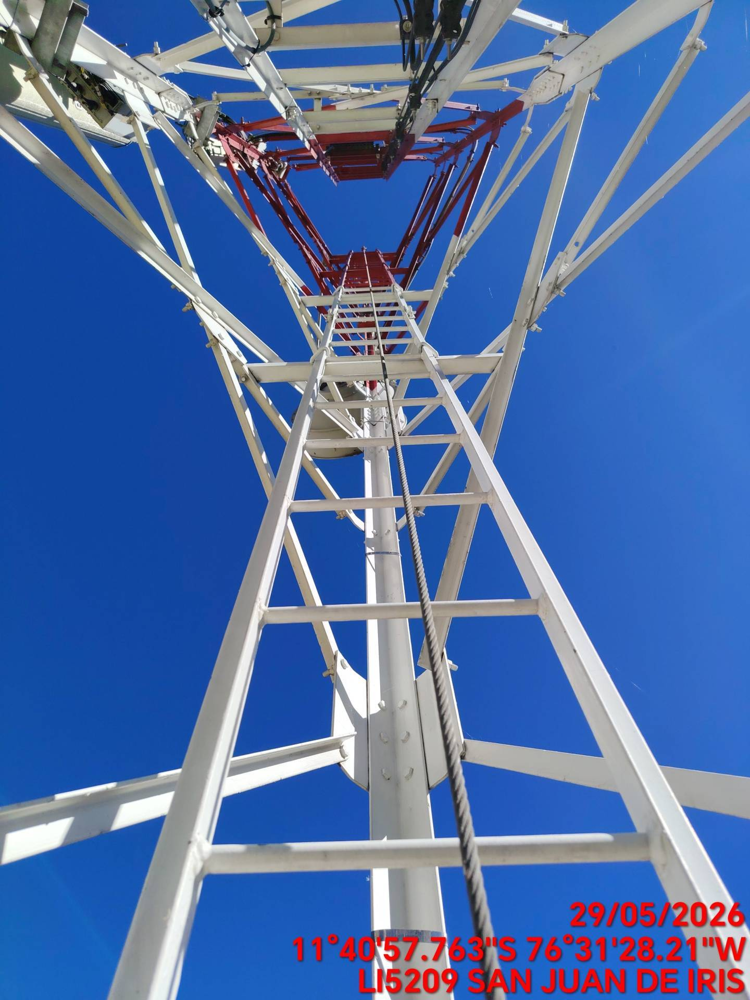 29/05/2026
11°40'57.763"S 76°31'28.21"W
LI5209 SAN JUAN DE IRIS